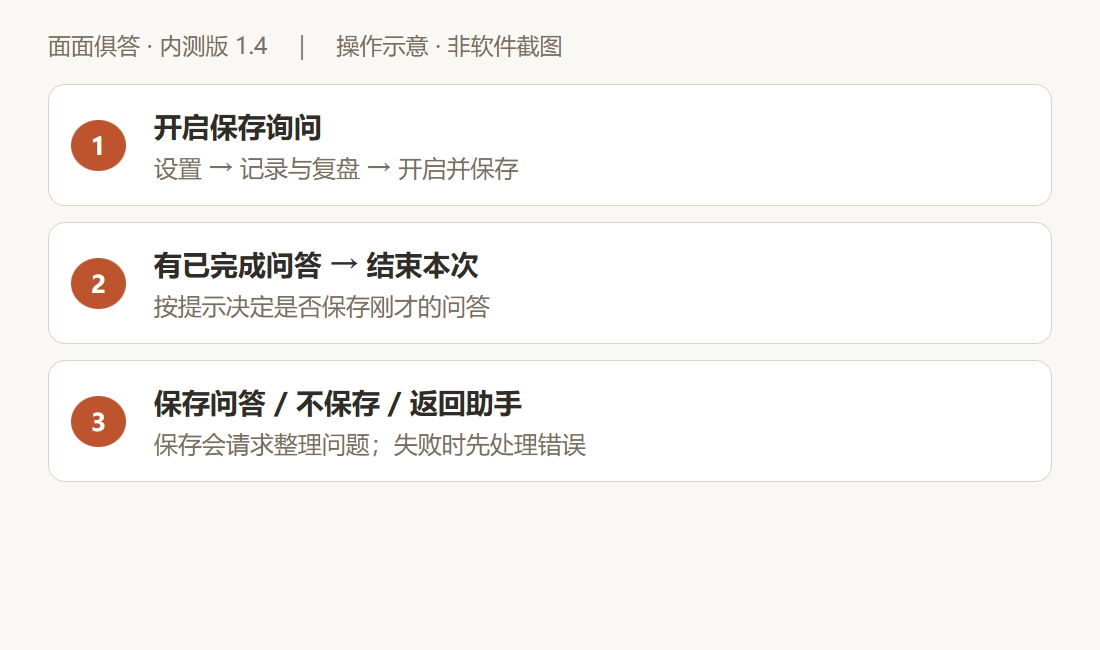 面面俱答 · 内测版 1.4 | 操作示意 · 非软件截图
1
开启保存询问
设置 → 记录与复盘 → 开启并保存
2
有已完成问答 → 结束本次
按提示决定是否保存刚才的问答
3
保存问答 / 不保存 / 返回助手
保存会请求整理问题；失败时先处理错误